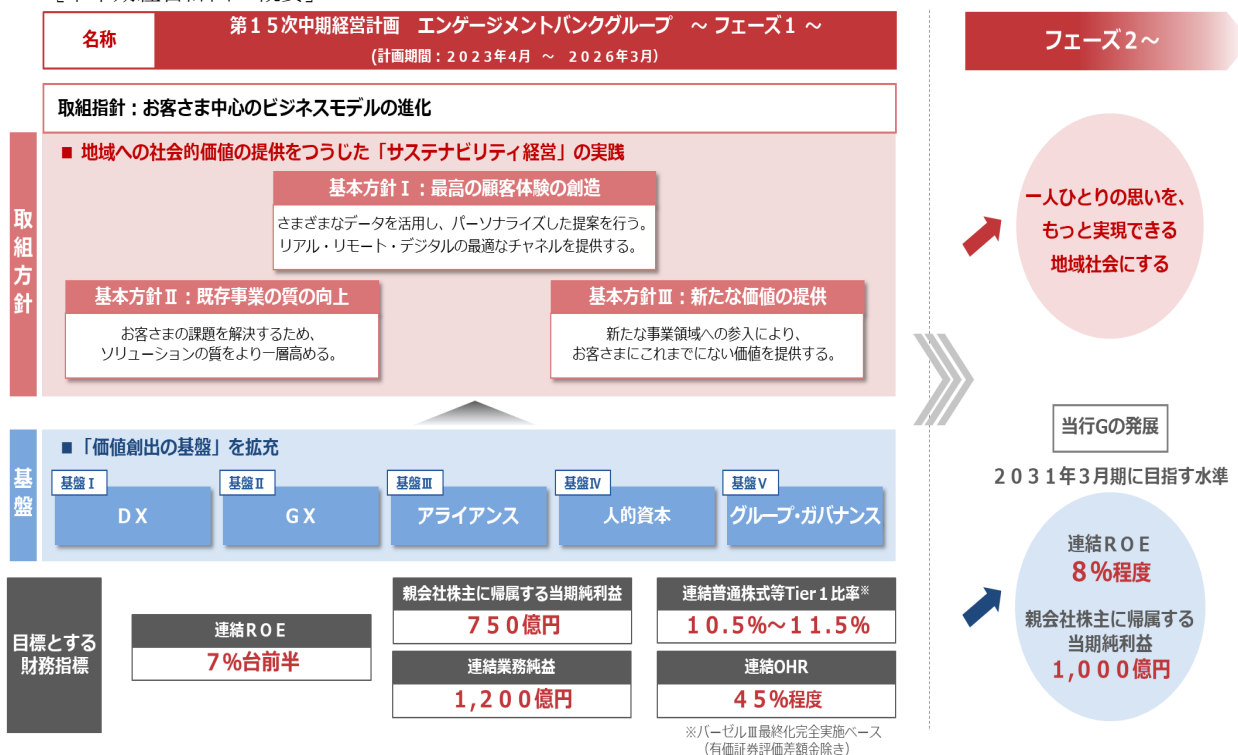 名称
第15次中期経営計画 エンゲージメントバンクグループ ~ フェーズ1 ~
(計画期間：2023年4月 ~ 2026年3月)
フェーズ2~
取組指針：お客さま中心のビジネスモデルの進化
取組方針
■ 地域への社会的価値の提供をつうじた「サステナビリティ経営」の実践
基本方針Ⅰ：最高の顧客体験の創造
さまざまなデータを活用し、パーソナライズした提案を行う。
リアル・リモート・デジタルの最適なチャネルを提供する。
基本方針Ⅱ：既存事業の質の向上
お客さまの課題を解決するため、
ソリューションの質をより一層高める。
基本方針Ⅲ：新たな価値の提供
新たな事業領域への参入により、
お客さまにこれまでにない価値を提供する。
一人ひとりの思いを、
もっと実現できる
地域社会にする
基盤
■「価値創出の基盤」を拡充
基盤Ⅰ
DX
基盤Ⅱ
GX
基盤Ⅲ
アライアンス
基盤Ⅳ
人的資本
基盤Ⅴ
グループ・ガバナンス
当行Gの発展
2031年3月期に目指す水準
連結ROE
8%程度
親会社株主に帰属する
当期純利益
1,000億円
目標とする
財務指標
連結ROE
7%台前半
親会社株主に帰属する当期純利益
750億円
連結業務純益
1,200億円
連結普通株式等Tier1比率※
10.5%~11.5%
連結OHR
45%程度
※バーゼルⅢ最終化完全実施ベース
(有価証券評価差額金除き)